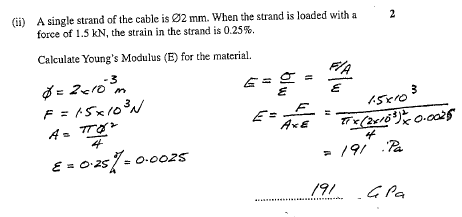 (ii) A single strand of the cable is Ø2 mm. When the strand is loaded with a 2
force of 1.5 kN, the strain in the strand is 0.25%.
Calculate Young's Modulus (E) for the material.
ø = 2×10⁻³ m
F = 1.5×10³ N
A = πø²/4
ε = 0.25% = 0.0025
E = σ/ε = F/A / ε
E = F / A×ε = 1.5×10³ / π×(2×10⁻³)²/4 × 0.0025
= 191 Pa
191 GPa